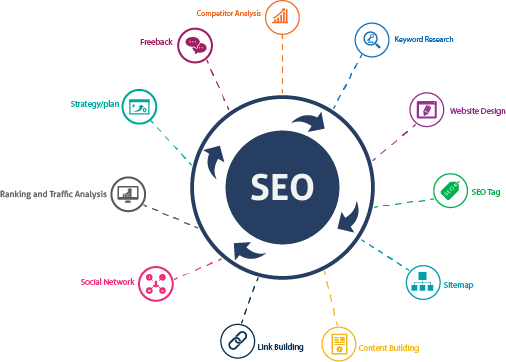 Competitor Analysis
Freeback
Keyword Research
Strategy/plan
Website Design
SEO
SEO Tag
Ranking and Traffic Analysis
Social Network
Sitemap
Link Building
Content Building